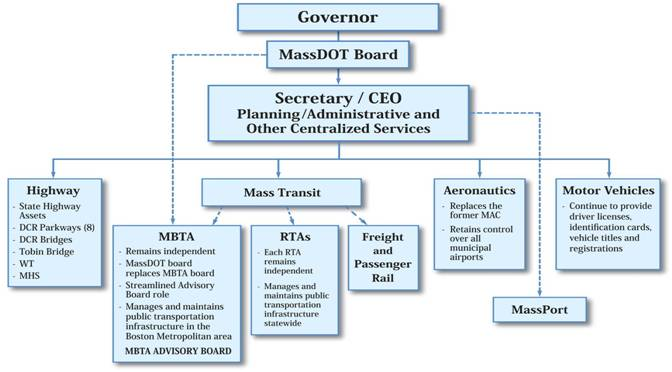 Governor
MassDOT Board
Secretary / CEO
Planning/Administrative and
Other Centralized Services
Highway
- State Highway
Assets
- DCR Parkways (8)
- DCR Bridges
- Tobin Bridge
- WT
- MHS
Mass Transit
MBTA
- Remains independent
- MassDOT board
replaces MBTA board
- Streamlined Advisory
Board role
- Manages and maintains
public transportation
infrastructure in the
Boston Metropolitan area
MBTA ADVISORY BOARD
RTAs
- Each RTA
remains
independent
- Manages and
maintains public
transportation
infrastructure
statewide
Freight
and
Passenger
Rail
Aeronautics
- Replaces the
former MAC
- Retains control
over all
municipal
airports
Motor Vehicles
- Continue to provide
driver licenses,
identification cards,
vehicle titles and
registrations
MassPort